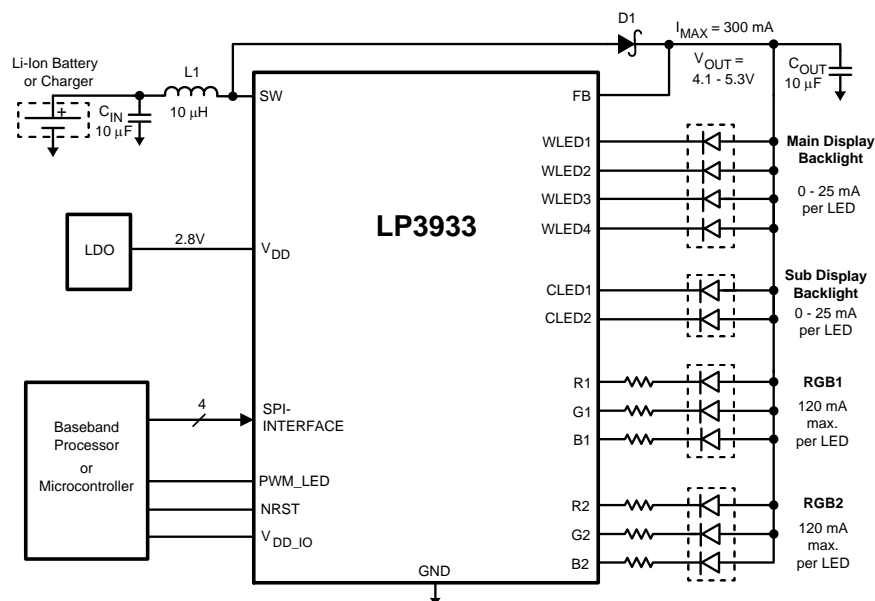 D1
I_MAX = 300 mA
V_OUT =
4.1 - 5.3V
C_OUT
10 μF
Li-Ion Battery
or Charger
L1
10 μH
C_IN
10 μF
+
SW
FB
WLED1
WLED2
WLED3
WLED4
Main Display
Backlight
0 - 25 mA
per LED
LP3933
LDO
2.8V
V_DD
CLED1
CLED2
Sub Display
Backlight
0 - 25 mA
per LED
Baseband
Processor
or
Microcontroller
4
SPI-
INTERFACE
PWM_LED
NRST
V_DD_IO
R1
G1
B1
RGB1
120 mA
max.
per LED
R2
G2
B2
RGB2
120 mA
max.
per LED
GND